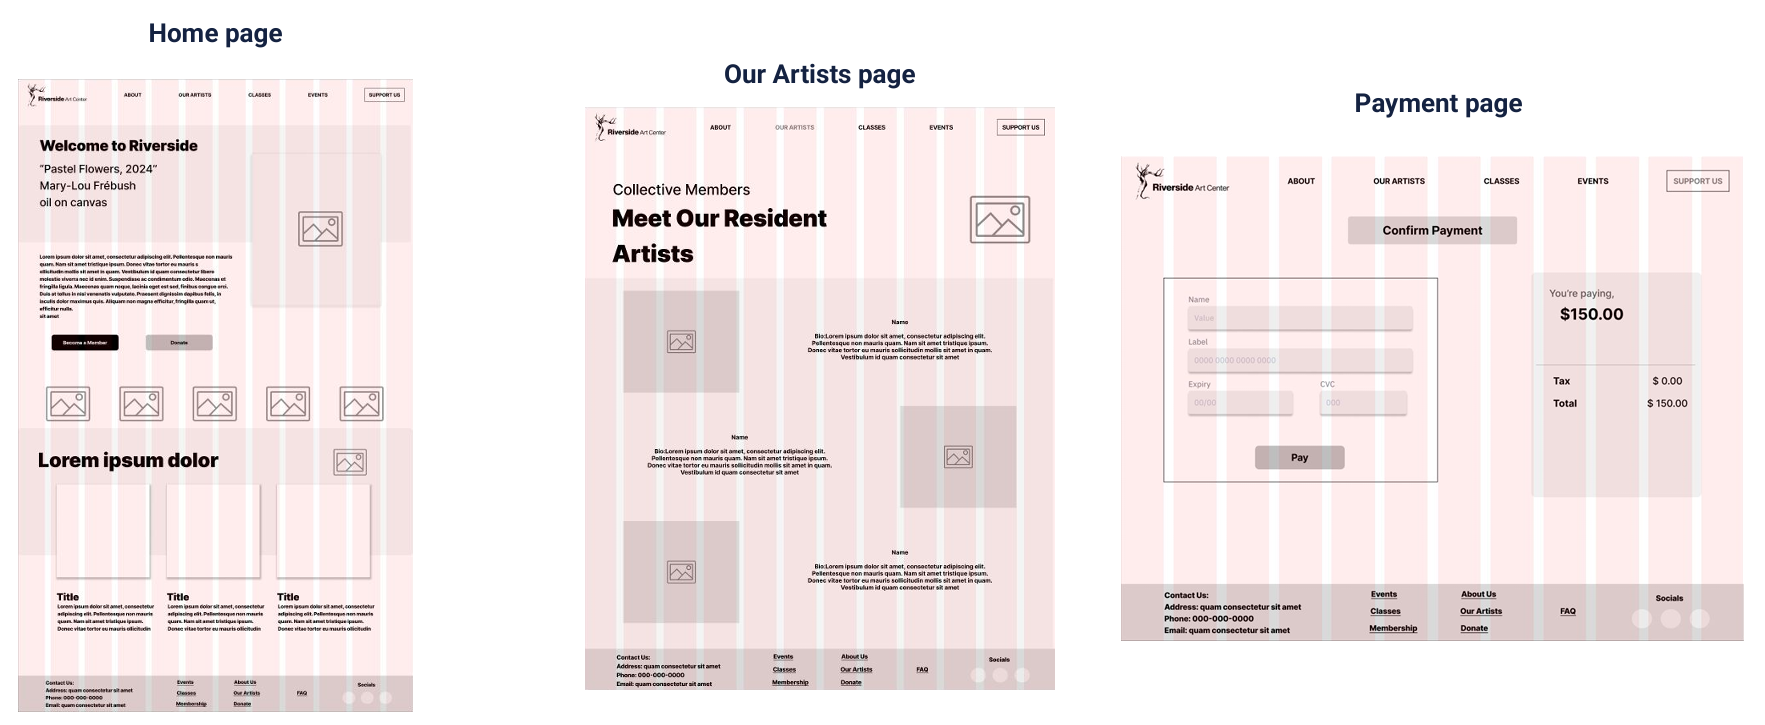 Home page
Riverside Art Center
ABOUT
OUR ARTISTS
CLASSES
EVENTS
SUPPORT US
Welcome to Riverside
"Pastel Flowers, 2024"
Mary-Lou Frébush
oil on canvas
Lorem ipsum dolor sit amet, consectetur adipiscing elit. Pellentesque non mauris
quam. Nam sit amet tristique ipsum. Donec vitae tortor eu mauris s
ollicitudin mollis sit amet in quam. Vestibulum id quam consectetur libero
molestie viverra nec id enim. Suspendisse ac condimentum odio. Maecenas et
fringilla ligula. Maecenas quam neque, lacinia eget est sed, finibus congue orci.
Duis at tellus in nisi venenatis vulputate. Praesent dignissim dapibus felis, in
iaculis dolor maximus quis. Aliquam non magna efficitur, fringilla quam ut,
efficitur nulla.
sit amet
Become a Member
Donate
Lorem ipsum dolor
Title
Lorem ipsum dolor sit amet, consectetur
adipiscing elit. Pellentesque non mauris
quam. Nam sit amet tristique ipsum.
Donec vitae tortor eu mauris ollicitudin
Title
Lorem ipsum dolor sit amet, consectetur
adipiscing elit. Pellentesque non mauris
quam. Nam sit amet tristique ipsum.
Donec vitae tortor eu mauris ollicitudin
Title
Lorem ipsum dolor sit amet, consectetur
adipiscing elit. Pellentesque non mauris
quam. Nam sit amet tristique ipsum.
Donec vitae tortor eu mauris ollicitudin
Contact Us:
Address: quam consectetur sit amet
Phone: 000-000-0000
Email: quam consectetur sit amet
Events
Classes
Membership
About Us
Our Artists
Donate
FAQ
Socials
Our Artists page
Riverside Art Center
ABOUT
OUR ARTISTS
CLASSES
EVENTS
SUPPORT US
Collective Members
Meet Our Resident
Artists
Name
Bio:Lorem ipsum dolor sit amet, consectetur adipiscing elit.
Pellentesque non mauris quam. Nam sit amet tristique ipsum.
Donec vitae tortor eu mauris sollicitudin mollis sit amet in quam.
Vestibulum id quam consectetur sit amet
Name
Bio:Lorem ipsum dolor sit amet, consectetur adipiscing elit.
Pellentesque non mauris quam. Nam sit amet tristique ipsum.
Donec vitae tortor eu mauris sollicitudin mollis sit amet in quam.
Vestibulum id quam consectetur sit amet
Name
Bio:Lorem ipsum dolor sit amet, consectetur adipiscing elit.
Pellentesque non mauris quam. Nam sit amet tristique ipsum.
Donec vitae tortor eu mauris sollicitudin mollis sit amet in quam.
Vestibulum id quam consectetur sit amet
Contact Us:
Address: quam consectetur sit amet
Phone: 000-000-0000
Email: quam consectetur sit amet
Events
Classes
Membership
About Us
Our Artists
Donate
FAQ
Socials
Payment page
Riverside Art Center
ABOUT
OUR ARTISTS
CLASSES
EVENTS
SUPPORT US
Confirm Payment
Name
Value
Label
0000 0000 0000 0000
Expiry
CVC
00/00
000
Pay
You're paying,
$150.00
Tax
$ 0.00
Total
$ 150.00
Contact Us:
Address: quam consectetur sit amet
Phone: 000-000-0000
Email: quam consectetur sit amet
Events
Classes
Membership
About Us
Our Artists
Donate
FAQ
Socials